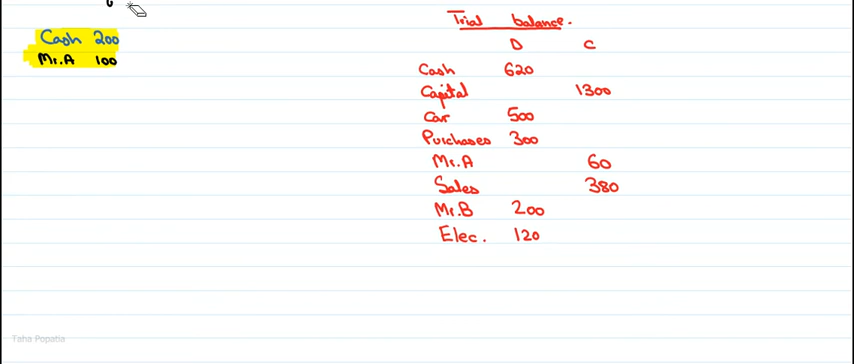 Cash 200
Mr.A 100
Trial balance.
D C
Cash 620
Capital 1300
Car 500
Purchases 300
Mr.A 60
Sales 380
Mr.B 200
Elec. 120
Taha Popatia